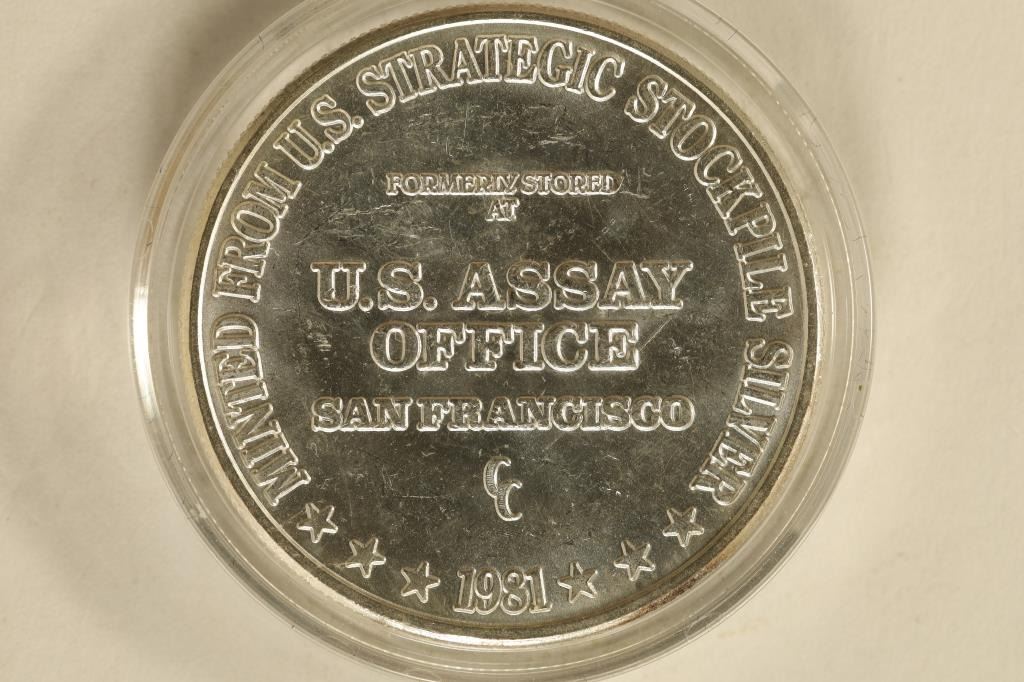 MINTED FROM U.S. STRATEGIC STOCKPILE SILVER
FORMERLY STORED
AT
U.S. ASSAY
OFFICE
SAN FRANCISCO
CC
1981